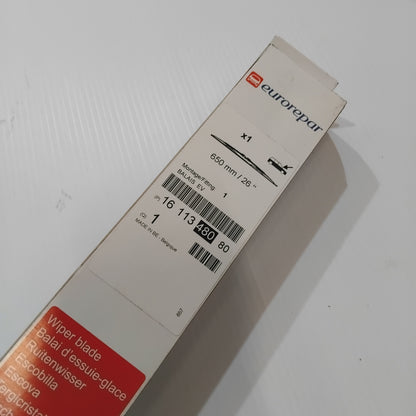 eurorepar
x1
650 mm / 26 "
Montage/Fitting
BALAIS EV 1
(P) 16 113 480 80
(Q) 1
MADE IN BE. Belgique
Wiper blade
Balai d'essuie-glace
Ruitenwisser
Escobilla
Escova